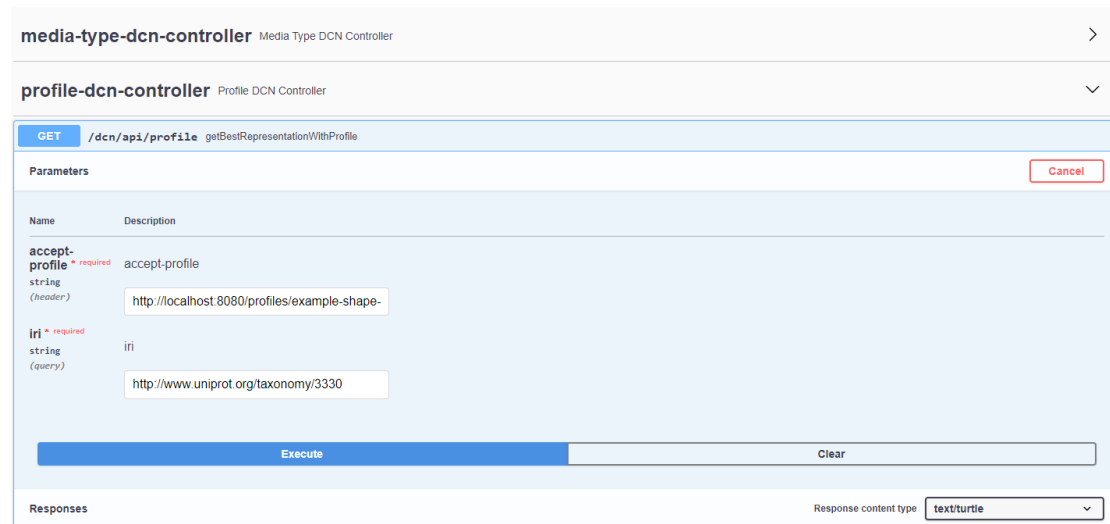 media-type-dcn-controller Media Type DCN Controller
profile-dcn-controller Profile DCN Controller
GET /dcn/api/profile getBestRepresentationWithProfile
Parameters Cancel
Name Description
accept-
profile * required
string
(header)
accept-profile
http://localhost:8080/profiles/example-shape-
iri * required
string
(query)
iri
http://www.uniprot.org/taxonomy/3330
Execute Clear
Responses Response content type text/turtle